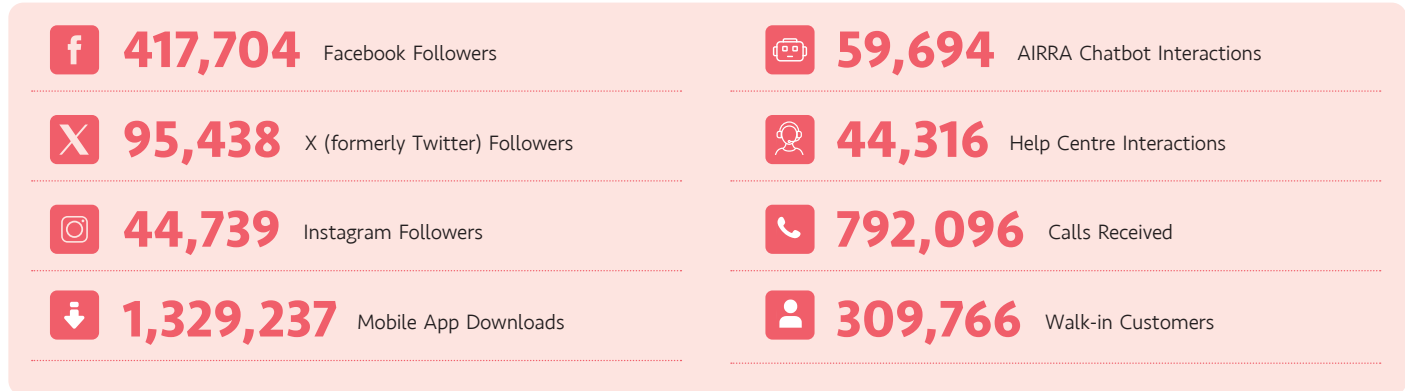 417,704 Facebook Followers
95,438 X (formerly Twitter) Followers
44,739 Instagram Followers
1,329,237 Mobile App Downloads
59,694 AIRRA Chatbot Interactions
44,316 Help Centre Interactions
792,096 Calls Received
309,766 Walk-in Customers